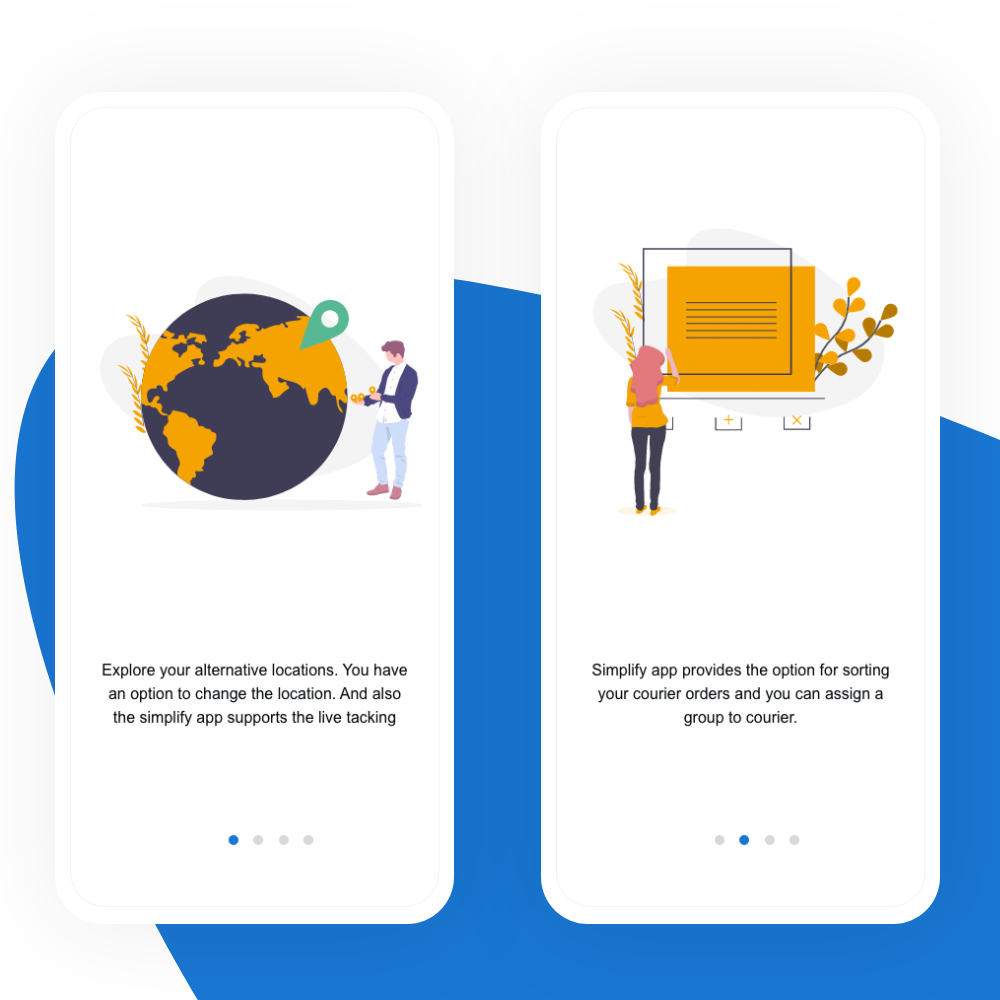 Explore your alternative locations. You have
an option to change the location. And also
the simplify app supports the live tacking
Simplify app provides the option for sorting
your courier orders and you can assign a
group to courier.